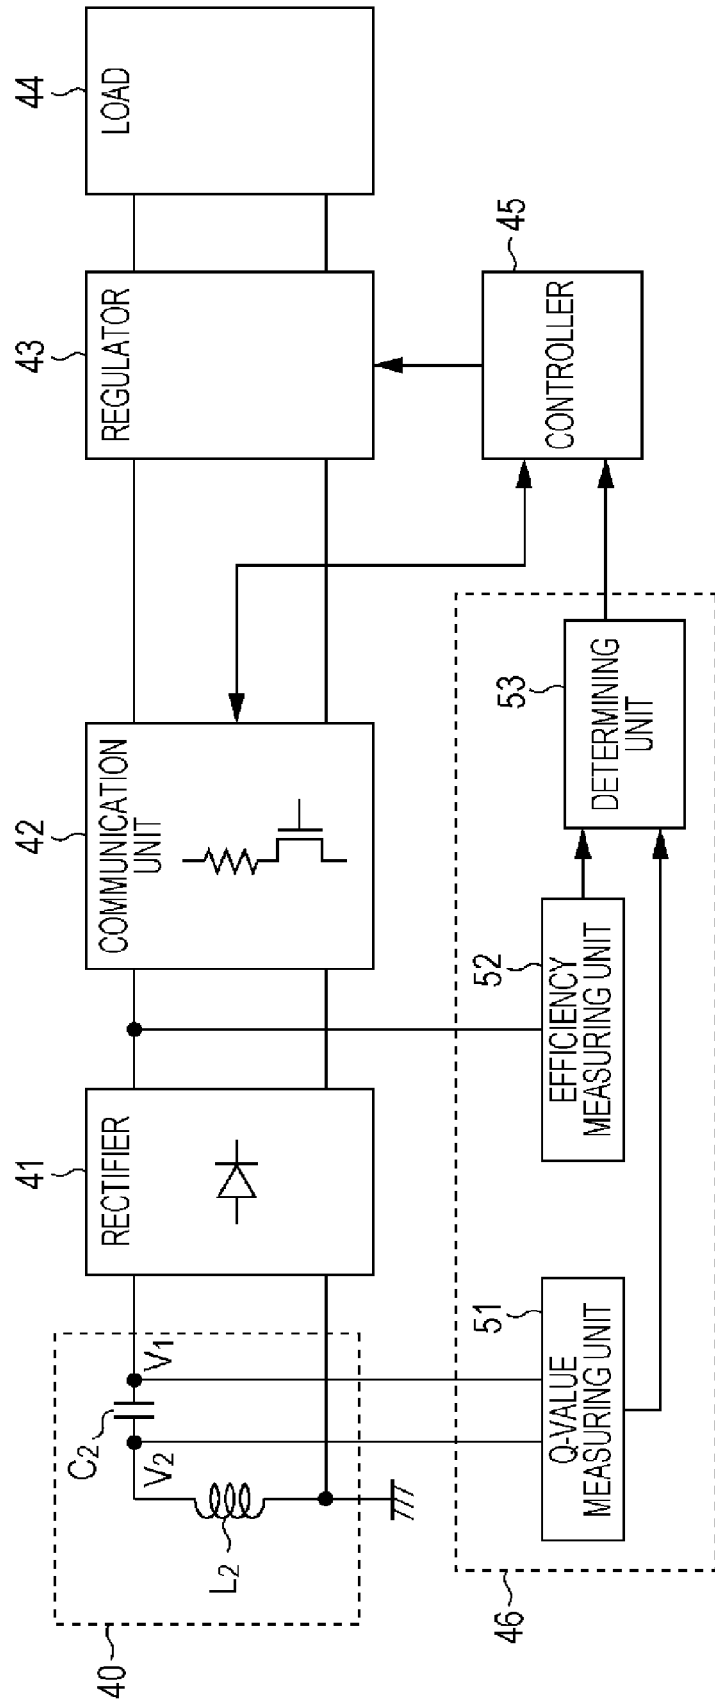 40
L2
C2
V2
V1
41
RECTIFIER
42
COMMUNICATION
UNIT
43
REGULATOR
44
LOAD
45
CONTROLLER
46
51
Q-VALUE
MEASURING UNIT
52
EFFICIENCY
MEASURING UNIT
53
DETERMINING
UNIT